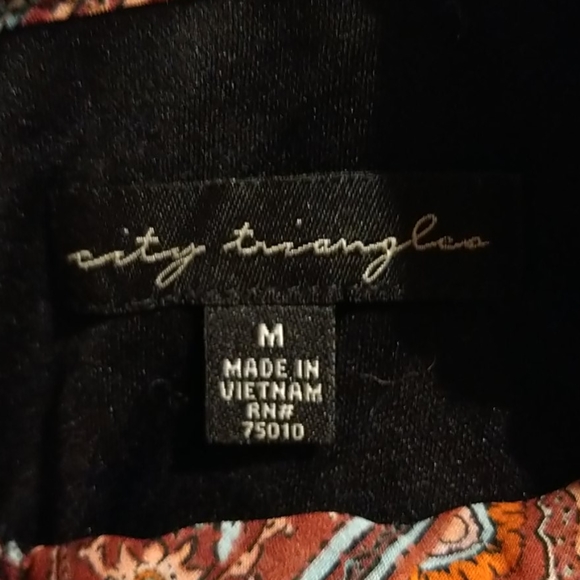 city triangles
M
MADE IN
VIETNAM
RN#
75010